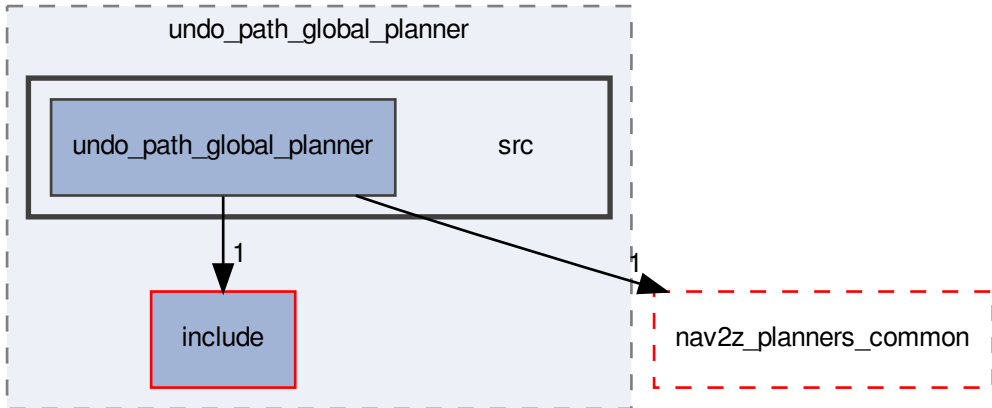 undo_path_global_planner
undo_path_global_planner
src
1
1
include
nav2z_planners_common